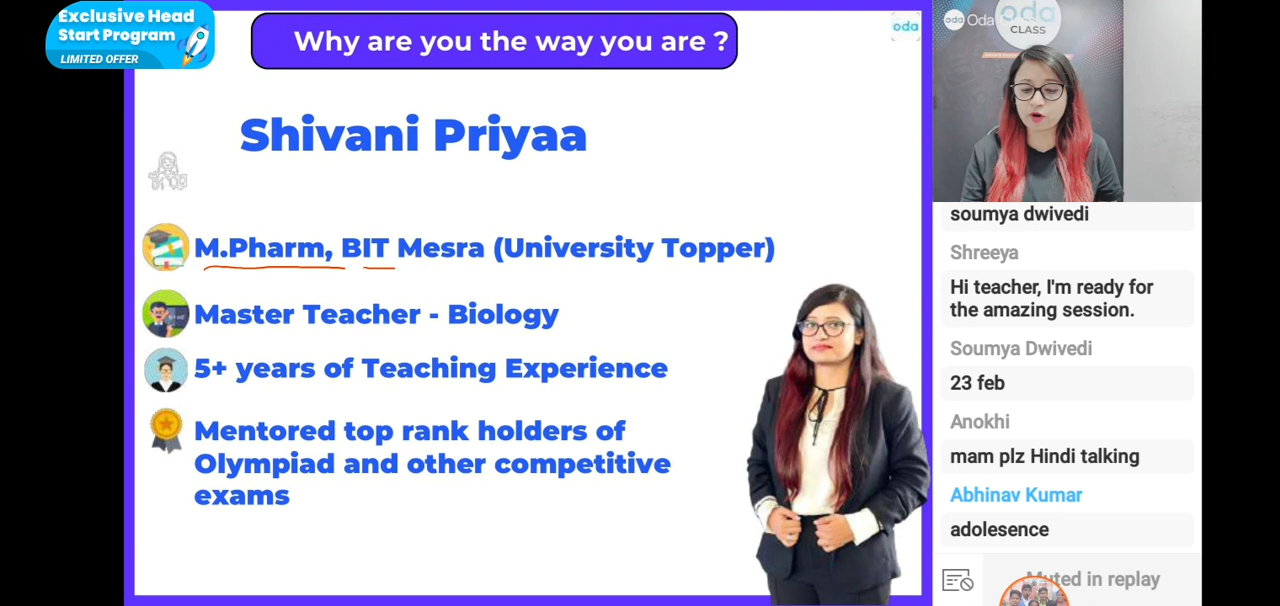 Exclusive Head
Start Program
LIMITED OFFER
Why are you the way you are ?
oda
Shivani Priyaa
M.Pharm, BIT Mesra (University Topper)
Master Teacher - Biology
5+ years of Teaching Experience
Mentored top rank holders of
Olympiad and other competitive
exams
oda Oda
oda
CLASS
soumya dwivedi
Shreeya
Hi teacher, I'm ready for
the amazing session.
Soumya Dwivedi
23 feb
Anokhi
mam plz Hindi talking
Abhinav Kumar
adolesence
Muted in replay